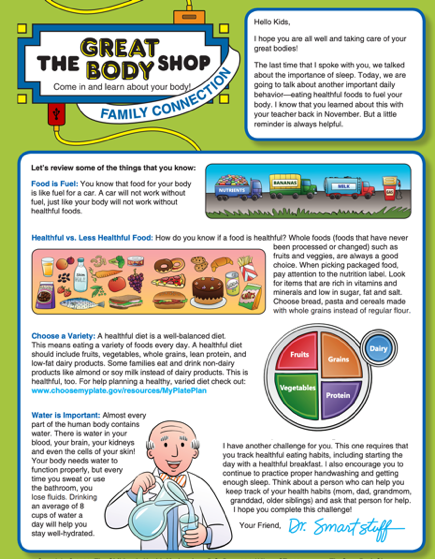 THE GREAT BODY SHOP
Come in and learn about your body!
FAMILY CONNECTION
Hello Kids,
I hope you are all well and taking care of your
great bodies!
The last time that I spoke with you, we talked
about the importance of sleep. Today, we are
going to talk about another important daily
behavior—eating healthful foods to fuel your
body. I know that you learned about this with
your teacher back in November. But a little
reminder is always helpful.
Let's review some of the things that you know:
Food is Fuel: You know that food for your body
is like fuel for a car. A car will not work without
fuel, just like your body will not work without
healthful foods.
NUTRIENTS
BANANAS
MILK
Healthful vs. Less Healthful Food: How do you know if a food is healthful? Whole foods (foods that have never
been processed or changed) such as
fruits and veggies, are always a good
choice. When picking packaged food,
pay attention to the nutrition label. Look
for items that are rich in vitamins and
minerals and low in sugar, fat and salt.
Choose bread, pasta and cereals made
with whole grains instead of regular flour.
Choose a Variety: A healthful diet is a well-balanced diet.
This means eating a variety of foods every day. A healthful diet
should include fruits, vegetables, whole grains, lean protein, and
low-fat dairy products. Some families eat and drink non-dairy
products like almond or soy milk instead of dairy products. This is
healthful, too. For help planning a healthy, varied diet check out:
www.choosemyplate.gov/resources/MyPlatePlan
Fruits
Grains
Dairy
Vegetables
Protein
Water is Important: Almost every
part of the human body contains
water. There is water in your
blood, your brain, your kidneys
and even the cells of your skin!
Your body needs water to
function properly, but every
time you sweat or use
the bathroom, you
lose fluids. Drinking
an average of 8
cups of water a
day will help you
stay well-hydrated.
I have another challenge for you. This one requires that
you track healthful eating habits, including starting the
day with a healthful breakfast. I also encourage you to
continue to practice proper handwashing and getting
enough sleep. Think about a person who can help you
keep track of your health habits (mom, dad, grandmom,
granddad, older siblings) and ask that person for help.
I hope you complete this challenge!
Your Friend, Dr. Smartstuff